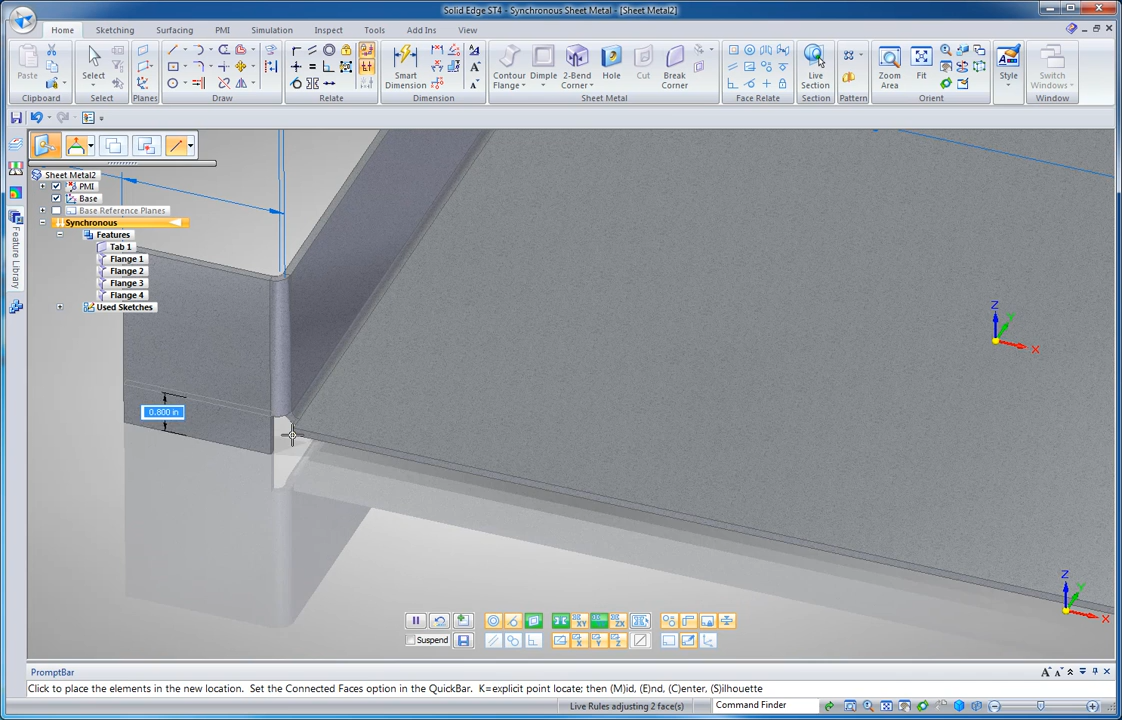 Solid Edge ST4 - Synchronous Sheet Metal - [Sheet Metal2]
Home Sketching Surfacing PMI Simulation Inspect Tools Add Ins View
Paste Select Smart Dimension Contour Flange Dimple 2-Bend Corner Hole Cut Break Corner Live Section Zoom Area Fit Style Switch Windows
Clipboard Select Planes Draw Relate Dimension Sheet Metal Face Relate Section Pattern Orient Window
Sheet Metal2
PMI
Base
Base Reference Planes
Synchronous
Features
Tab 1
Flange 1
Flange 2
Flange 3
Flange 4
Used Sketches
Feature Library
0.800 in
Z
Y
X
Z
Y
X
XY ZX
Suspend X Y Z
PromptBar
Click to place the elements in the new location. Set the Connected Faces option in the QuickBar. K=explicit point locate; then (M)id, (E)nd, (C)enter, (S)ilhouette
Live Rules adjusting 2 face(s) Command Finder